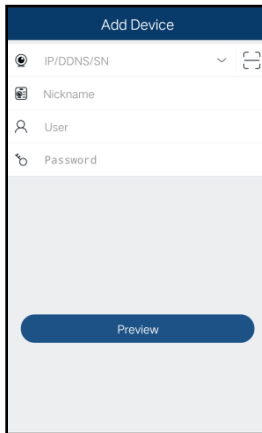 Add Device
IP/DDNS/SN
Nickname
User
Password
Preview